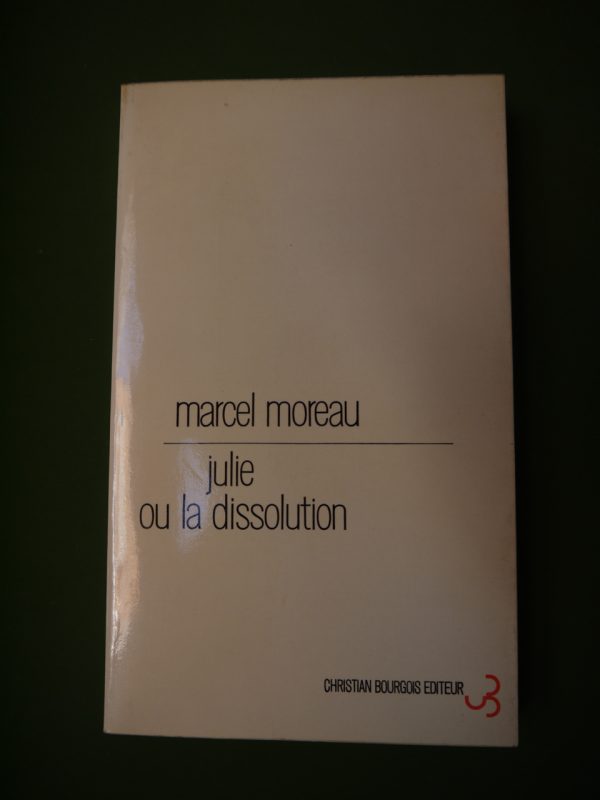 marcel moreau
julie
ou la dissolution
CHRISTIAN BOURGOIS EDITEUR